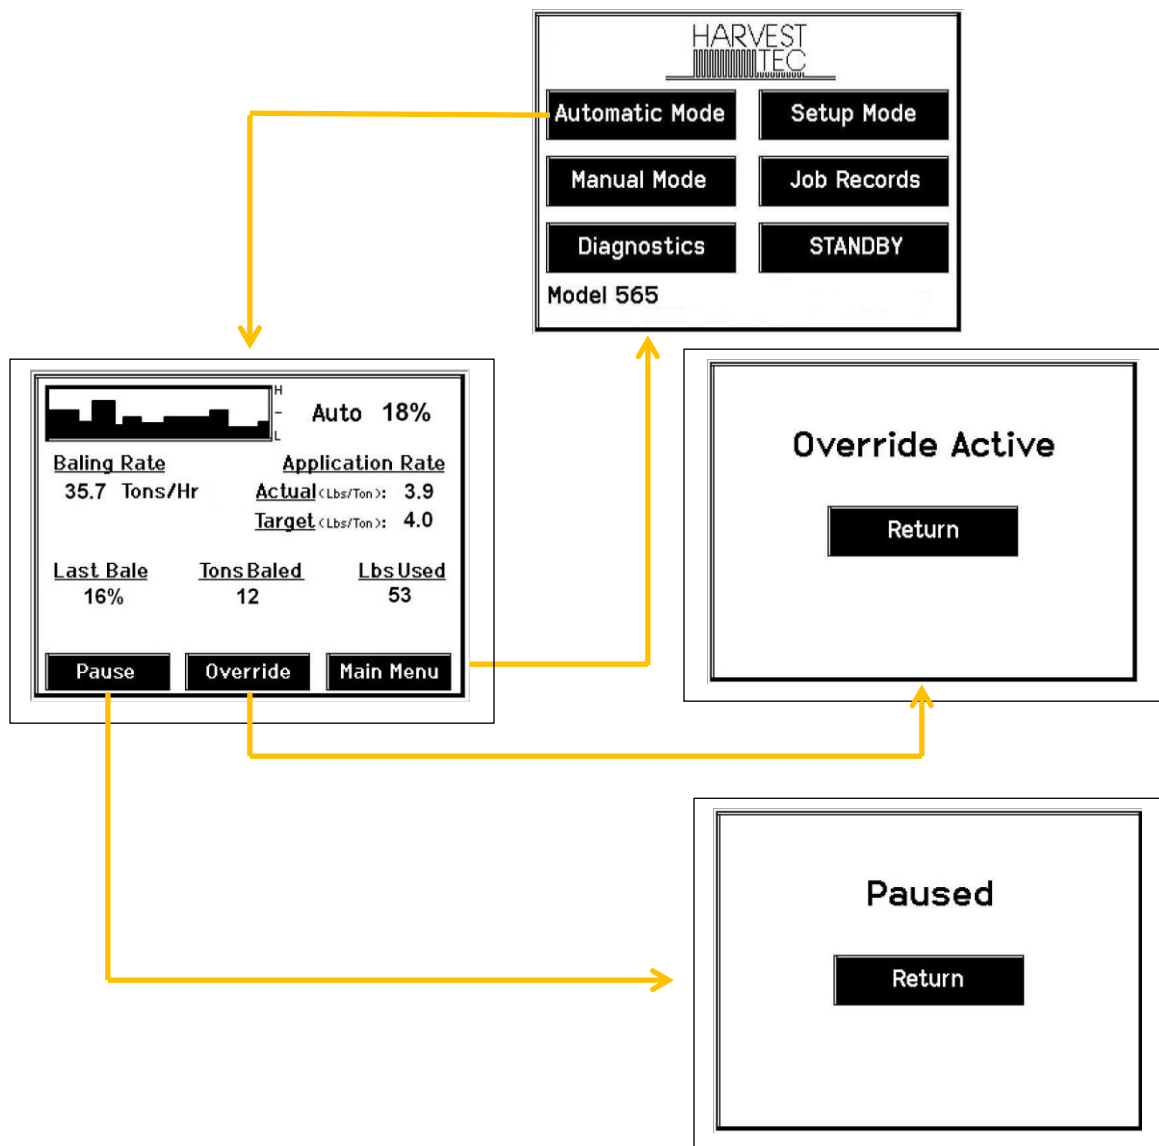 HARVEST
TEC
Automatic Mode Setup Mode
Manual Mode Job Records
Diagnostics STANDBY
Model 565
H
-
L
Auto 18%
Baling Rate Application Rate
35.7 Tons/Hr Actual (Lbs/Ton): 3.9
Target (Lbs/Ton): 4.0
Last Bale Tons Baled Lbs Used
16% 12 53
Pause Override Main Menu
Override Active
Return
Paused
Return